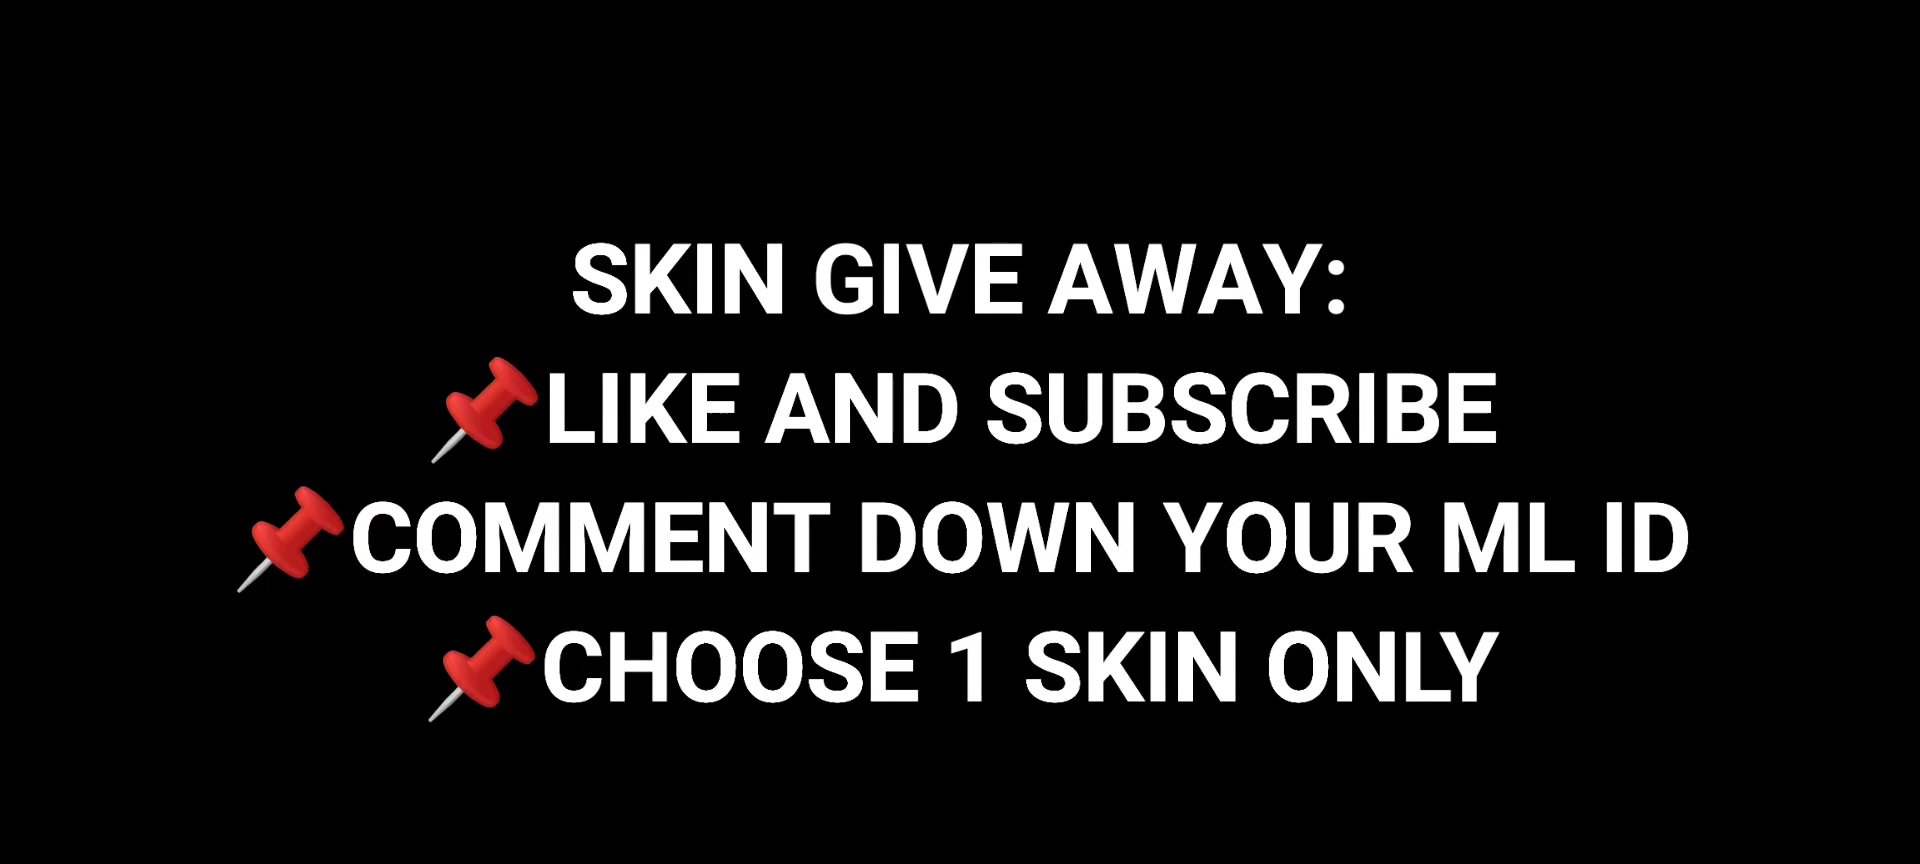 SKIN GIVE AWAY:
📌LIKE AND SUBSCRIBE
📌COMMENT DOWN YOUR ML ID
📌CHOOSE 1 SKIN ONLY